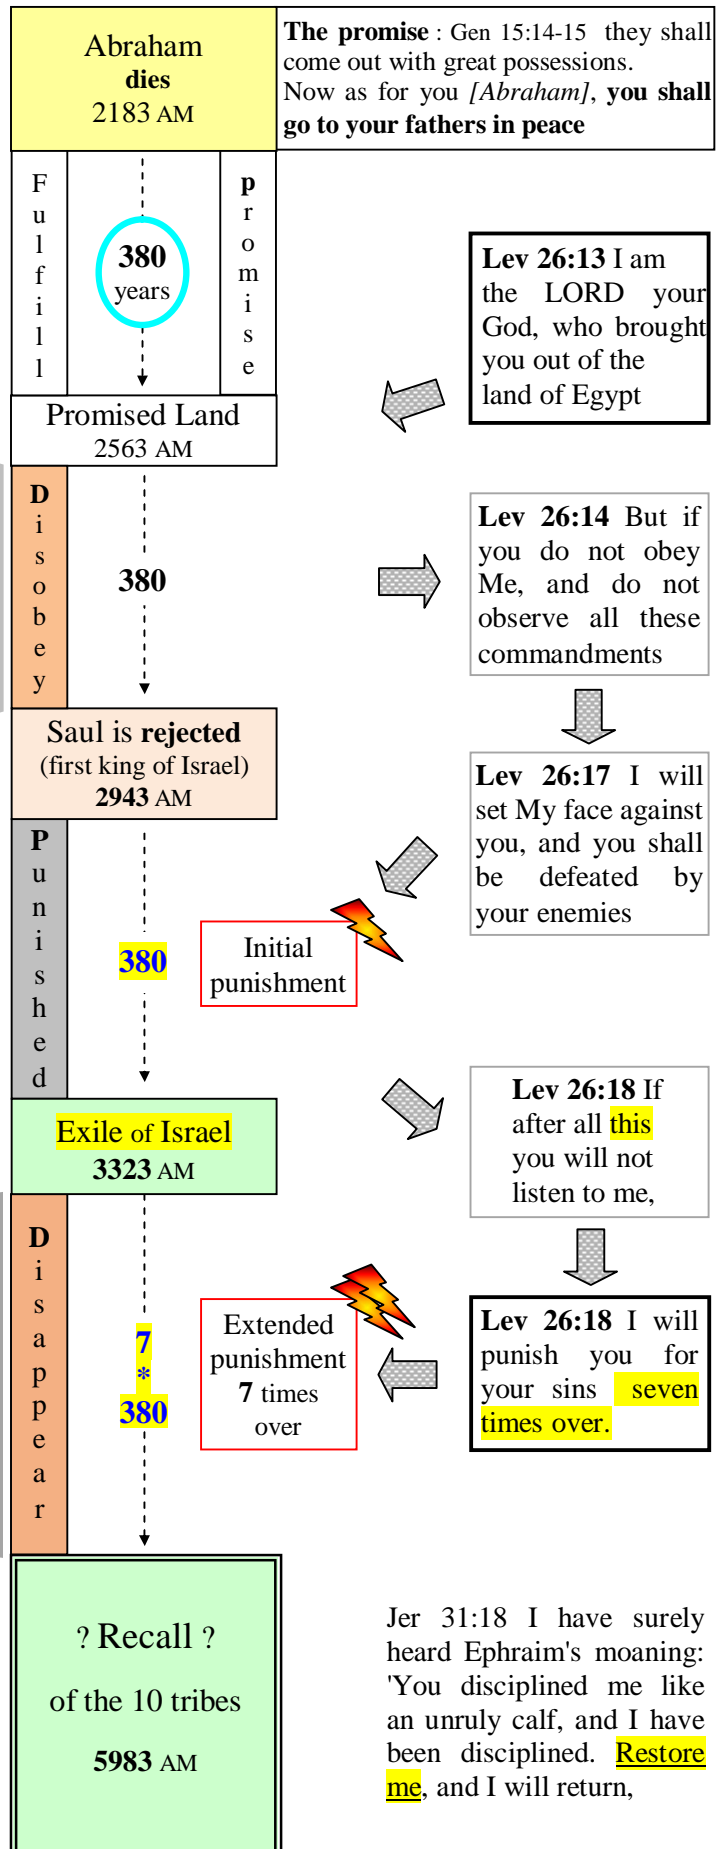 Abraham
dies
2183 AM
The promise : Gen 15:14-15 they shall
come out with great possessions.
Now as for you [Abraham], you shall
go to your fathers in peace
Fulfill
380
years
promise
Lev 26:13 I am
the LORD your
God, who brought
you out of the
land of Egypt
Promised Land
2563 AM
Disobey
380
Lev 26:14 But if
you do not obey
Me, and do not
observe all these
commandments
Saul is rejected
(first king of Israel)
2943 AM
Lev 26:17 I will
set My face against
you, and you shall
be defeated by
your enemies
Punished
380
Initial
punishment
Lev 26:18 If
after all this
you will not
listen to me,
Exile of Israel
3323 AM
Disappear
7
*
380
Extended
punishment
7 times
over
Lev 26:18 I will
punish you for
your sins seven
times over.
? Recall ?
of the 10 tribes
5983 AM
Jer 31:18 I have surely
heard Ephraim's moaning:
'You disciplined me like
an unruly calf, and I have
been disciplined. Restore
me, and I will return,